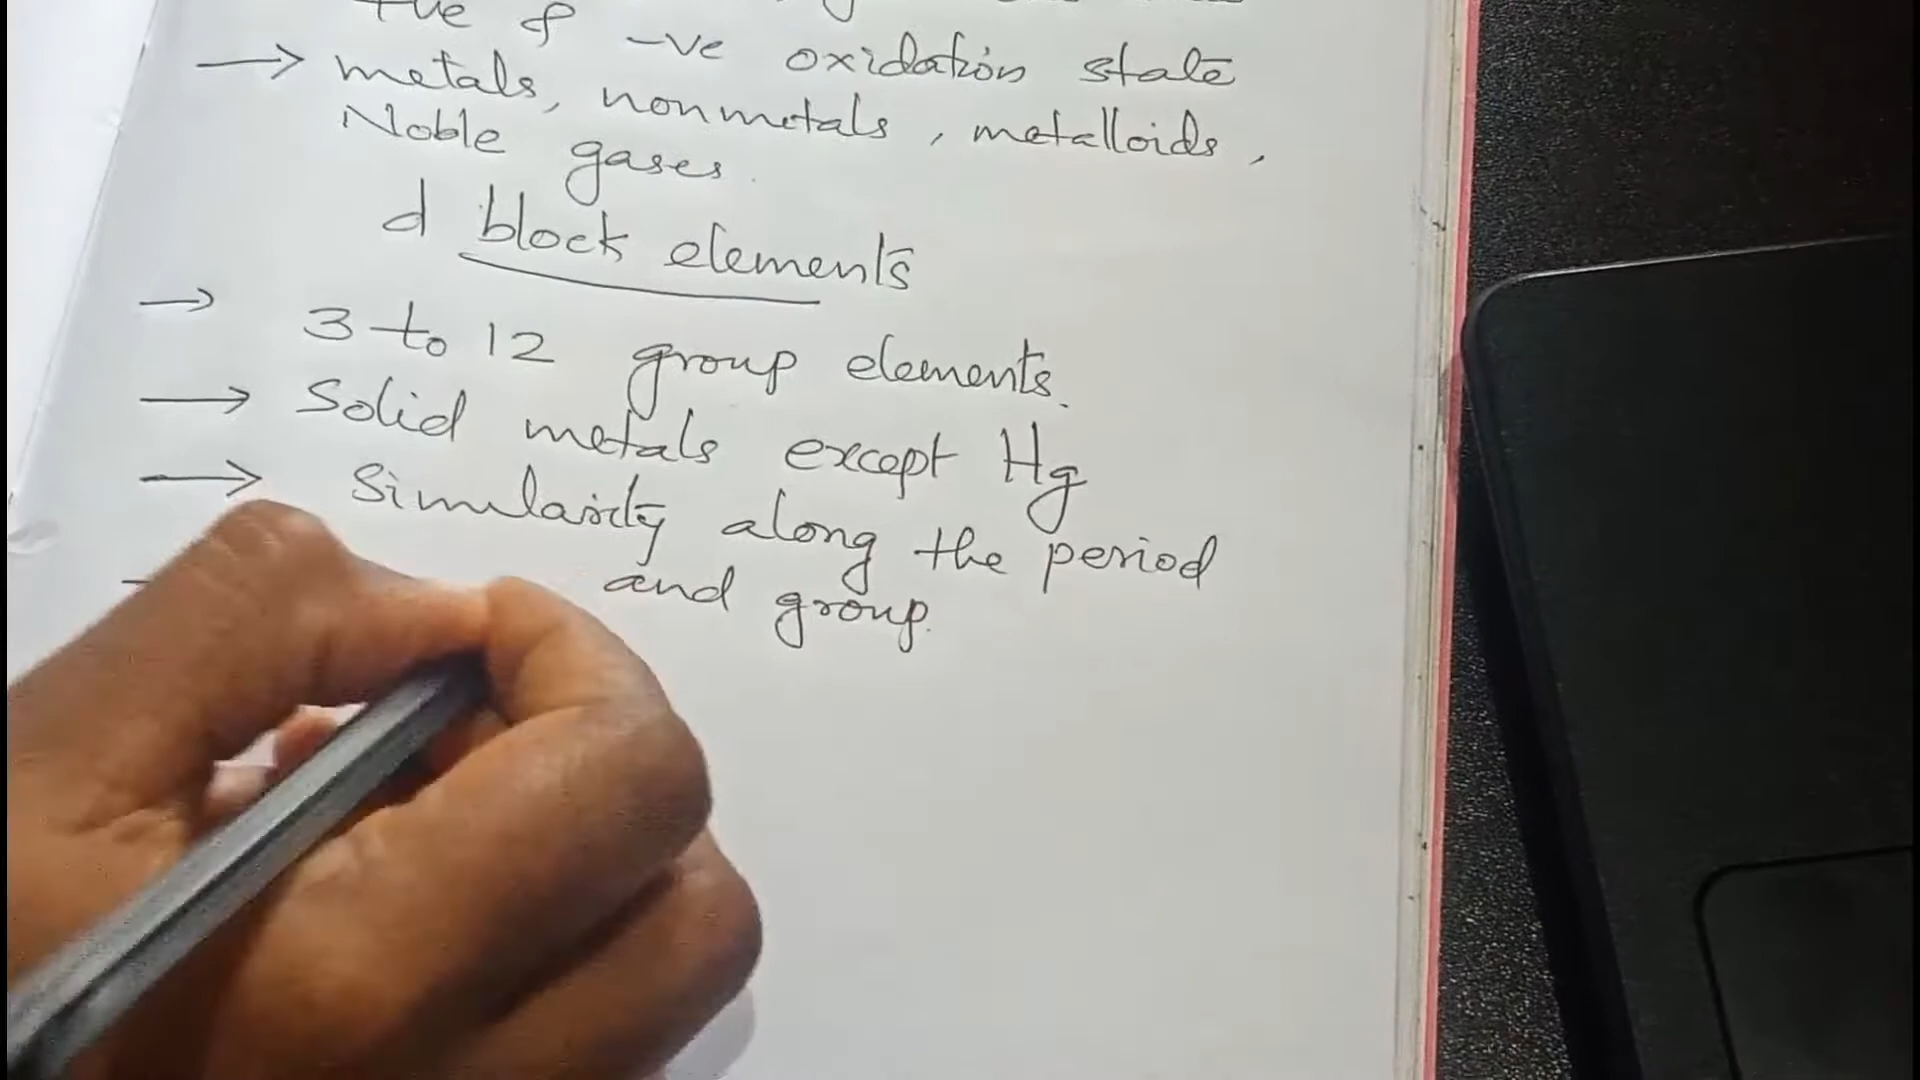 +ve & -ve oxidation state
→ metals, nonmetals, metalloids,
Noble gases.
d block elements
→ 3 to 12 group elements.
→ Solid metals except Hg
→ Similarity along the period
and group.